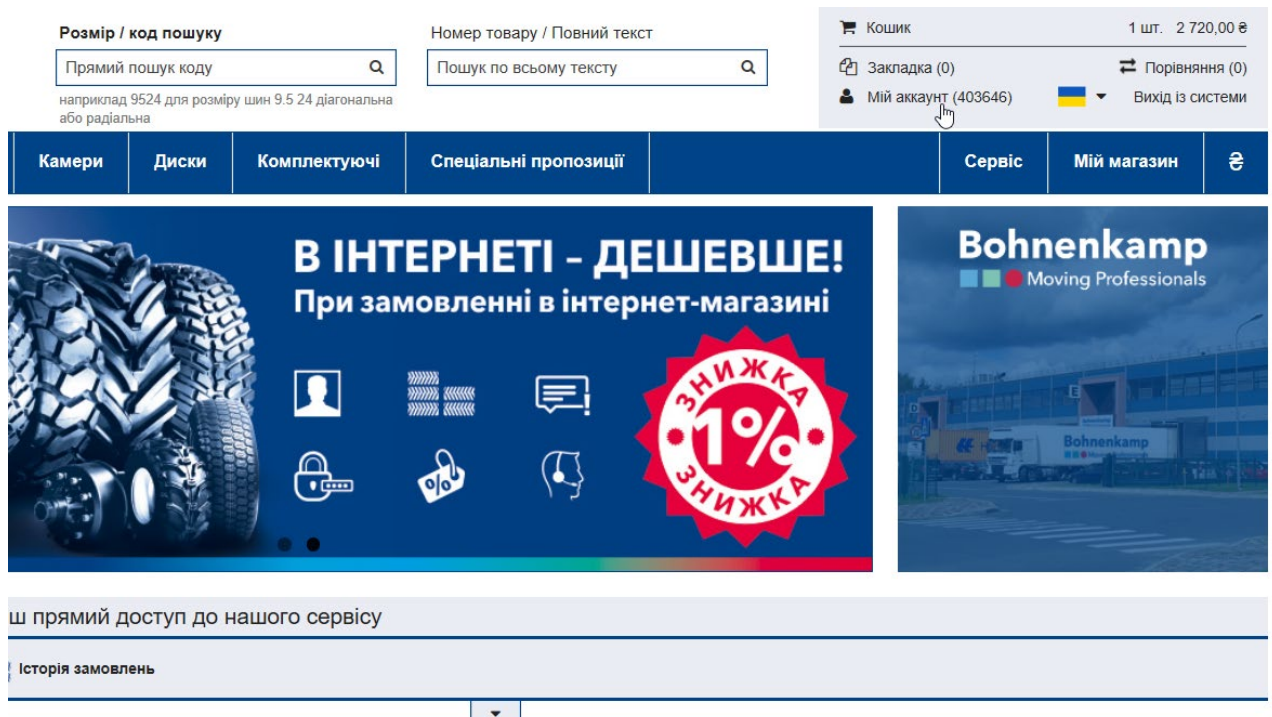 Розмір / код пошуку
Прямий пошук коду
наприклад 9524 для розміру шин 9.5 24 діагональна
або радіальна
Номер товару / Повний текст
Пошук по всьому тексту
Кошик 1 шт. 2 720,00 ₴
Закладка (0) Порівняння (0)
Мій аккаунт (403646) Вихід із системи
Камери Диски Комплектуючі Спеціальні пропозиції Сервіс Мій магазин ₴
В ІНТЕРНЕТІ – ДЕШЕВШЕ!
При замовленні в інтернет-магазині
ЗНИЖКА
1%
ЗНИЖКА
%
Bohnenkamp
Moving Professionals
D
E
Bohnenkamp
ш прямий доступ до нашого сервісу
Історія замовлень